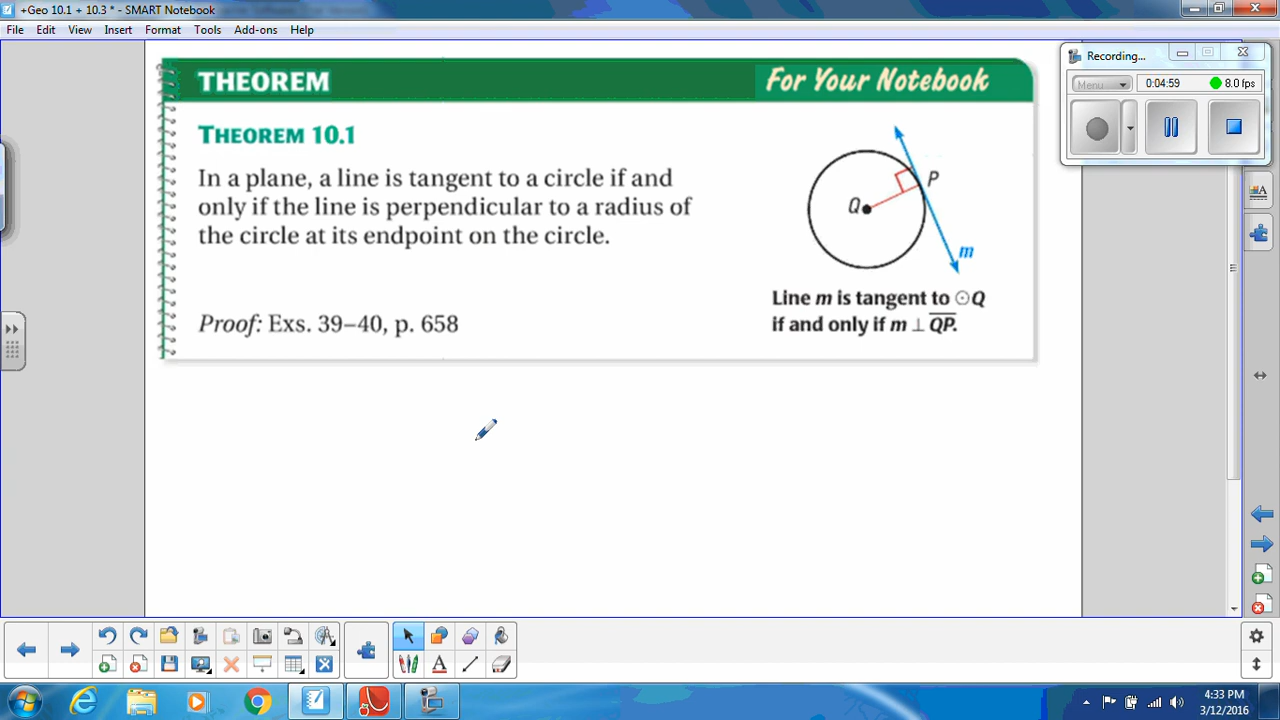 +Geo 10.1 + 10.3 * - SMART Notebook
File Edit View Insert Format Tools Add-ons Help
Recording...
Menu 0:04:59 8.0 fps
THEOREM For Your Notebook
THEOREM 10.1
In a plane, a line is tangent to a circle if and
only if the line is perpendicular to a radius of
the circle at its endpoint on the circle.
Proof: Exs. 39–40, p. 658
P
Q
m
Line m is tangent to ⊙Q
if and only if m ⊥ Q̅P̅.
A
A
4:33 PM
3/12/2016